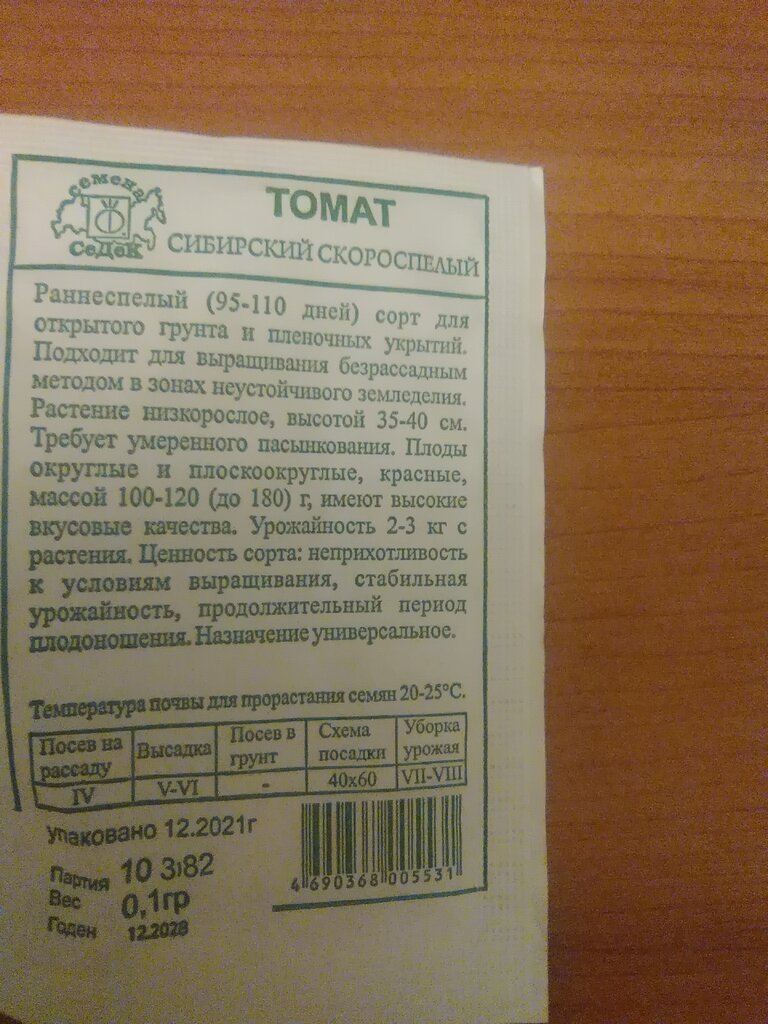 семена
СеДеК
ТОМАТ
СИБИРСКИЙ СКОРОСПЕЛЫЙ
Раннеспелый (95-110 дней) сорт для
открытого грунта и пленочных укрытий.
Подходит для выращивания безрассадным
методом в зонах неустойчивого земледелия.
Растение низкорослое, высотой 35-40 см.
Требует умеренного пасынкования. Плоды
округлые и плоскоокруглые, красные,
массой 100-120 (до 180) г, имеют высокие
вкусовые качества. Урожайность 2-3 кг с
растения. Ценность сорта: неприхотливость
к условиям выращивания, стабильная
урожайность, продолжительный период
плодоношения. Назначение универсальное.
Температура почвы для прорастания семян 20-25°С.
Посев на рассаду Высадка Посев в грунт Схема посадки Уборка урожая
IV V-VI - 40х60 VII-VIII
упаковано 12.2021г
Партия 10 3182
Вес 0,1гр
Годен 12.2028
4 690368 005531